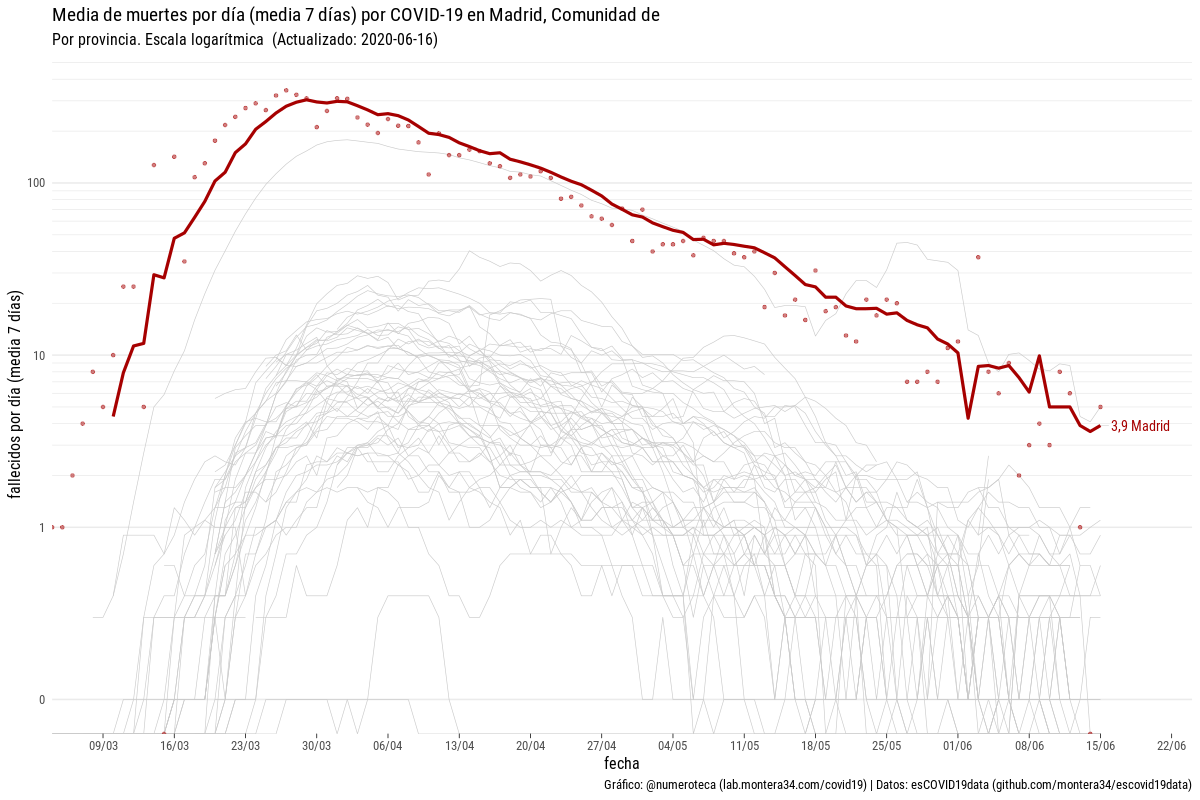 Media de muertes por día (media 7 días) por COVID-19 en Madrid, Comunidad de
Por provincia. Escala logarítmica  (Actualizado: 2020-06-16)
fallecidos por día (media  7 días)
100
10
1
0
3,9 Madrid
09/03 16/03 23/03 30/03 06/04 13/04 20/04 27/04 04/05 11/05 18/05 25/05 01/06 08/06 15/06 22/06
fecha
Gráfico: @numeroteca (lab.montera34.com/covid19) | Datos: esCOVID19data (github.com/montera34/escovid19data)